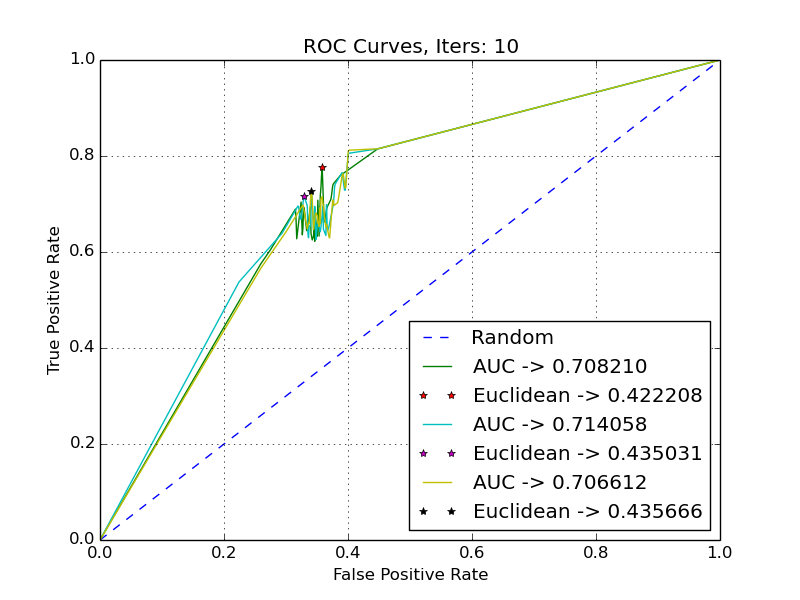 ROC Curves, Iters: 10
True Positive Rate
1.0
0.8
0.6
0.4
0.2
0.0
Random
AUC -> 0.708210
Euclidean -> 0.422208
AUC -> 0.714058
Euclidean -> 0.435031
AUC -> 0.706612
Euclidean -> 0.435666
0.0 0.2 0.4 0.6 0.8 1.0
False Positive Rate